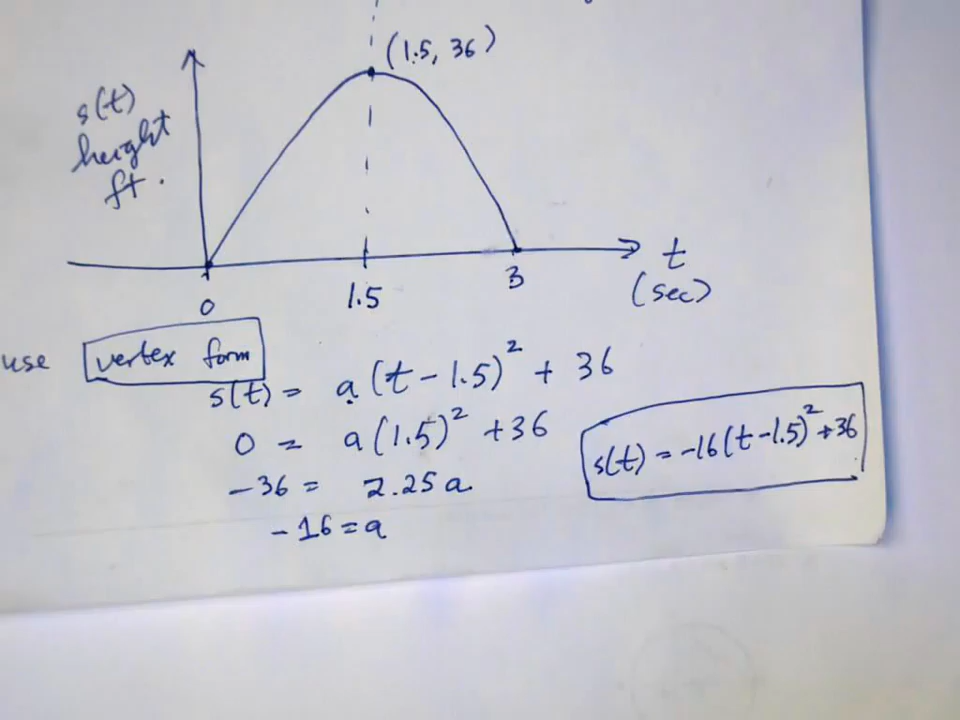 (1.5, 36)
s(t)
height
ft.
0
1.5
3
t
(sec)
use vertex form
s(t) = a(t-1.5)² + 36
0 = a(1.5)² +36
-36 = 2.25a
-16=a
s(t) = -16(t-1.5)²+36